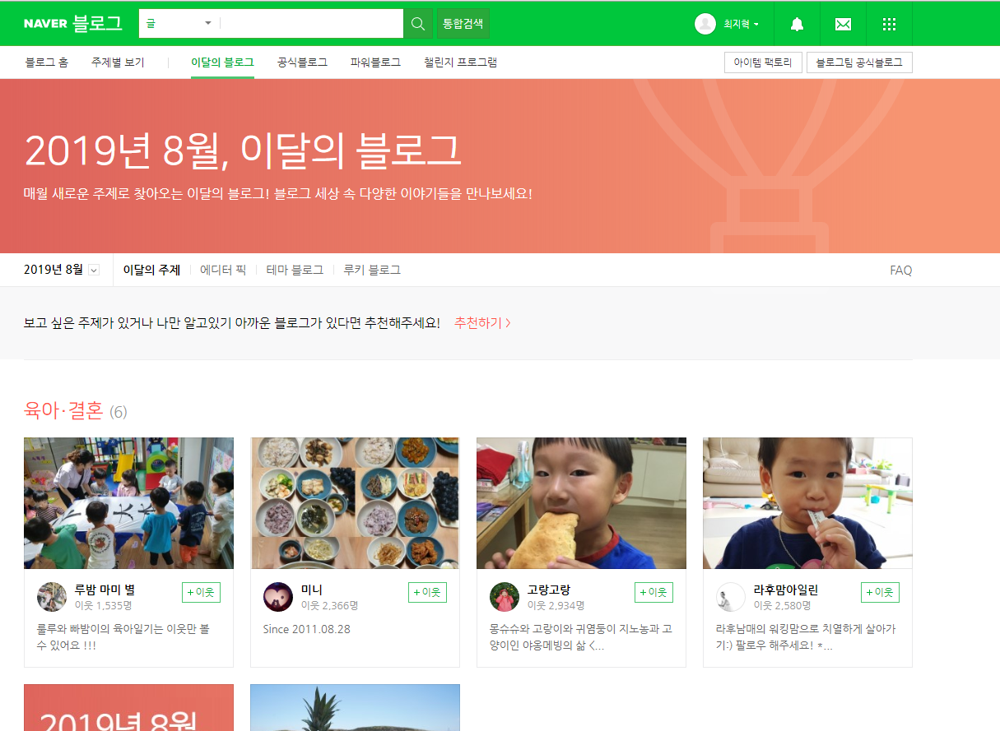 NAVER 블로그
글
통합검색
최지혁
블로그 홈 주제별 보기 이달의 블로그 공식블로그 파워블로그 챌린지 프로그램 아이템 팩토리 블로그팀 공식블로그
2019년 8월, 이달의 블로그
매월 새로운 주제로 찾아오는 이달의 블로그! 블로그 세상 속 다양한 이야기들을 만나보세요!
2019년 8월 이달의 주제 에디터 픽 테마 블로그 루키 블로그 FAQ
보고 싶은 주제가 있거나 나만 알고있기 아까운 블로그가 있다면 추천해주세요! 추천하기 >
육아·결혼 (6)
루밤 마미 별
+이웃
이웃 1,535명
룰루와 빠밤이의 육아일기는 이웃만 볼
수 있어요 !!!
미니
+이웃
이웃 2,366명
Since 2011.08.28
고랑고랑
+이웃
이웃 2,934명
몽슈슈와 고랑이와 귀염둥이 지노농과 고
양이인 야옹메빙의 삶 <...
라후맘아일린
+이웃
이웃 2,580명
라후남매의 워킹맘으로 치열하게 살아가
기:) 팔로우 해주세요! *...
2019년 8월